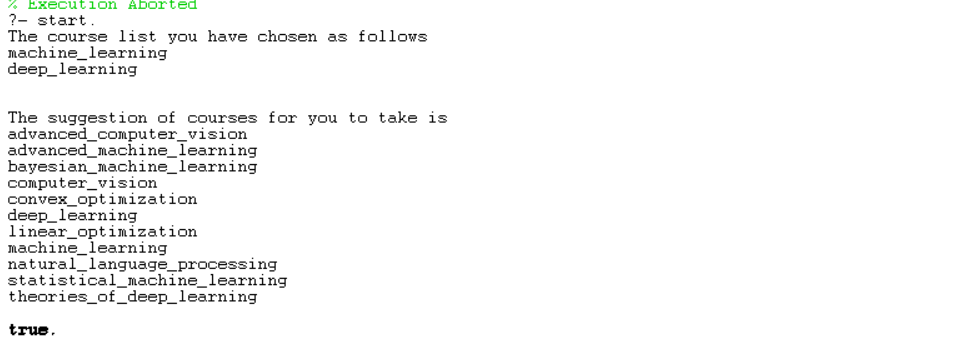 % Execution Aborted
?- start.
The course list you have chosen as follows
machine_learning
deep_learning
The suggestion of courses for you to take is
advanced_computer_vision
advanced_machine_learning
bayesian_machine_learning
computer_vision
convex_optimization
deep_learning
linear_optimization
machine_learning
natural_language_processing
statistical_machine_learning
theories_of_deep_learning
true.